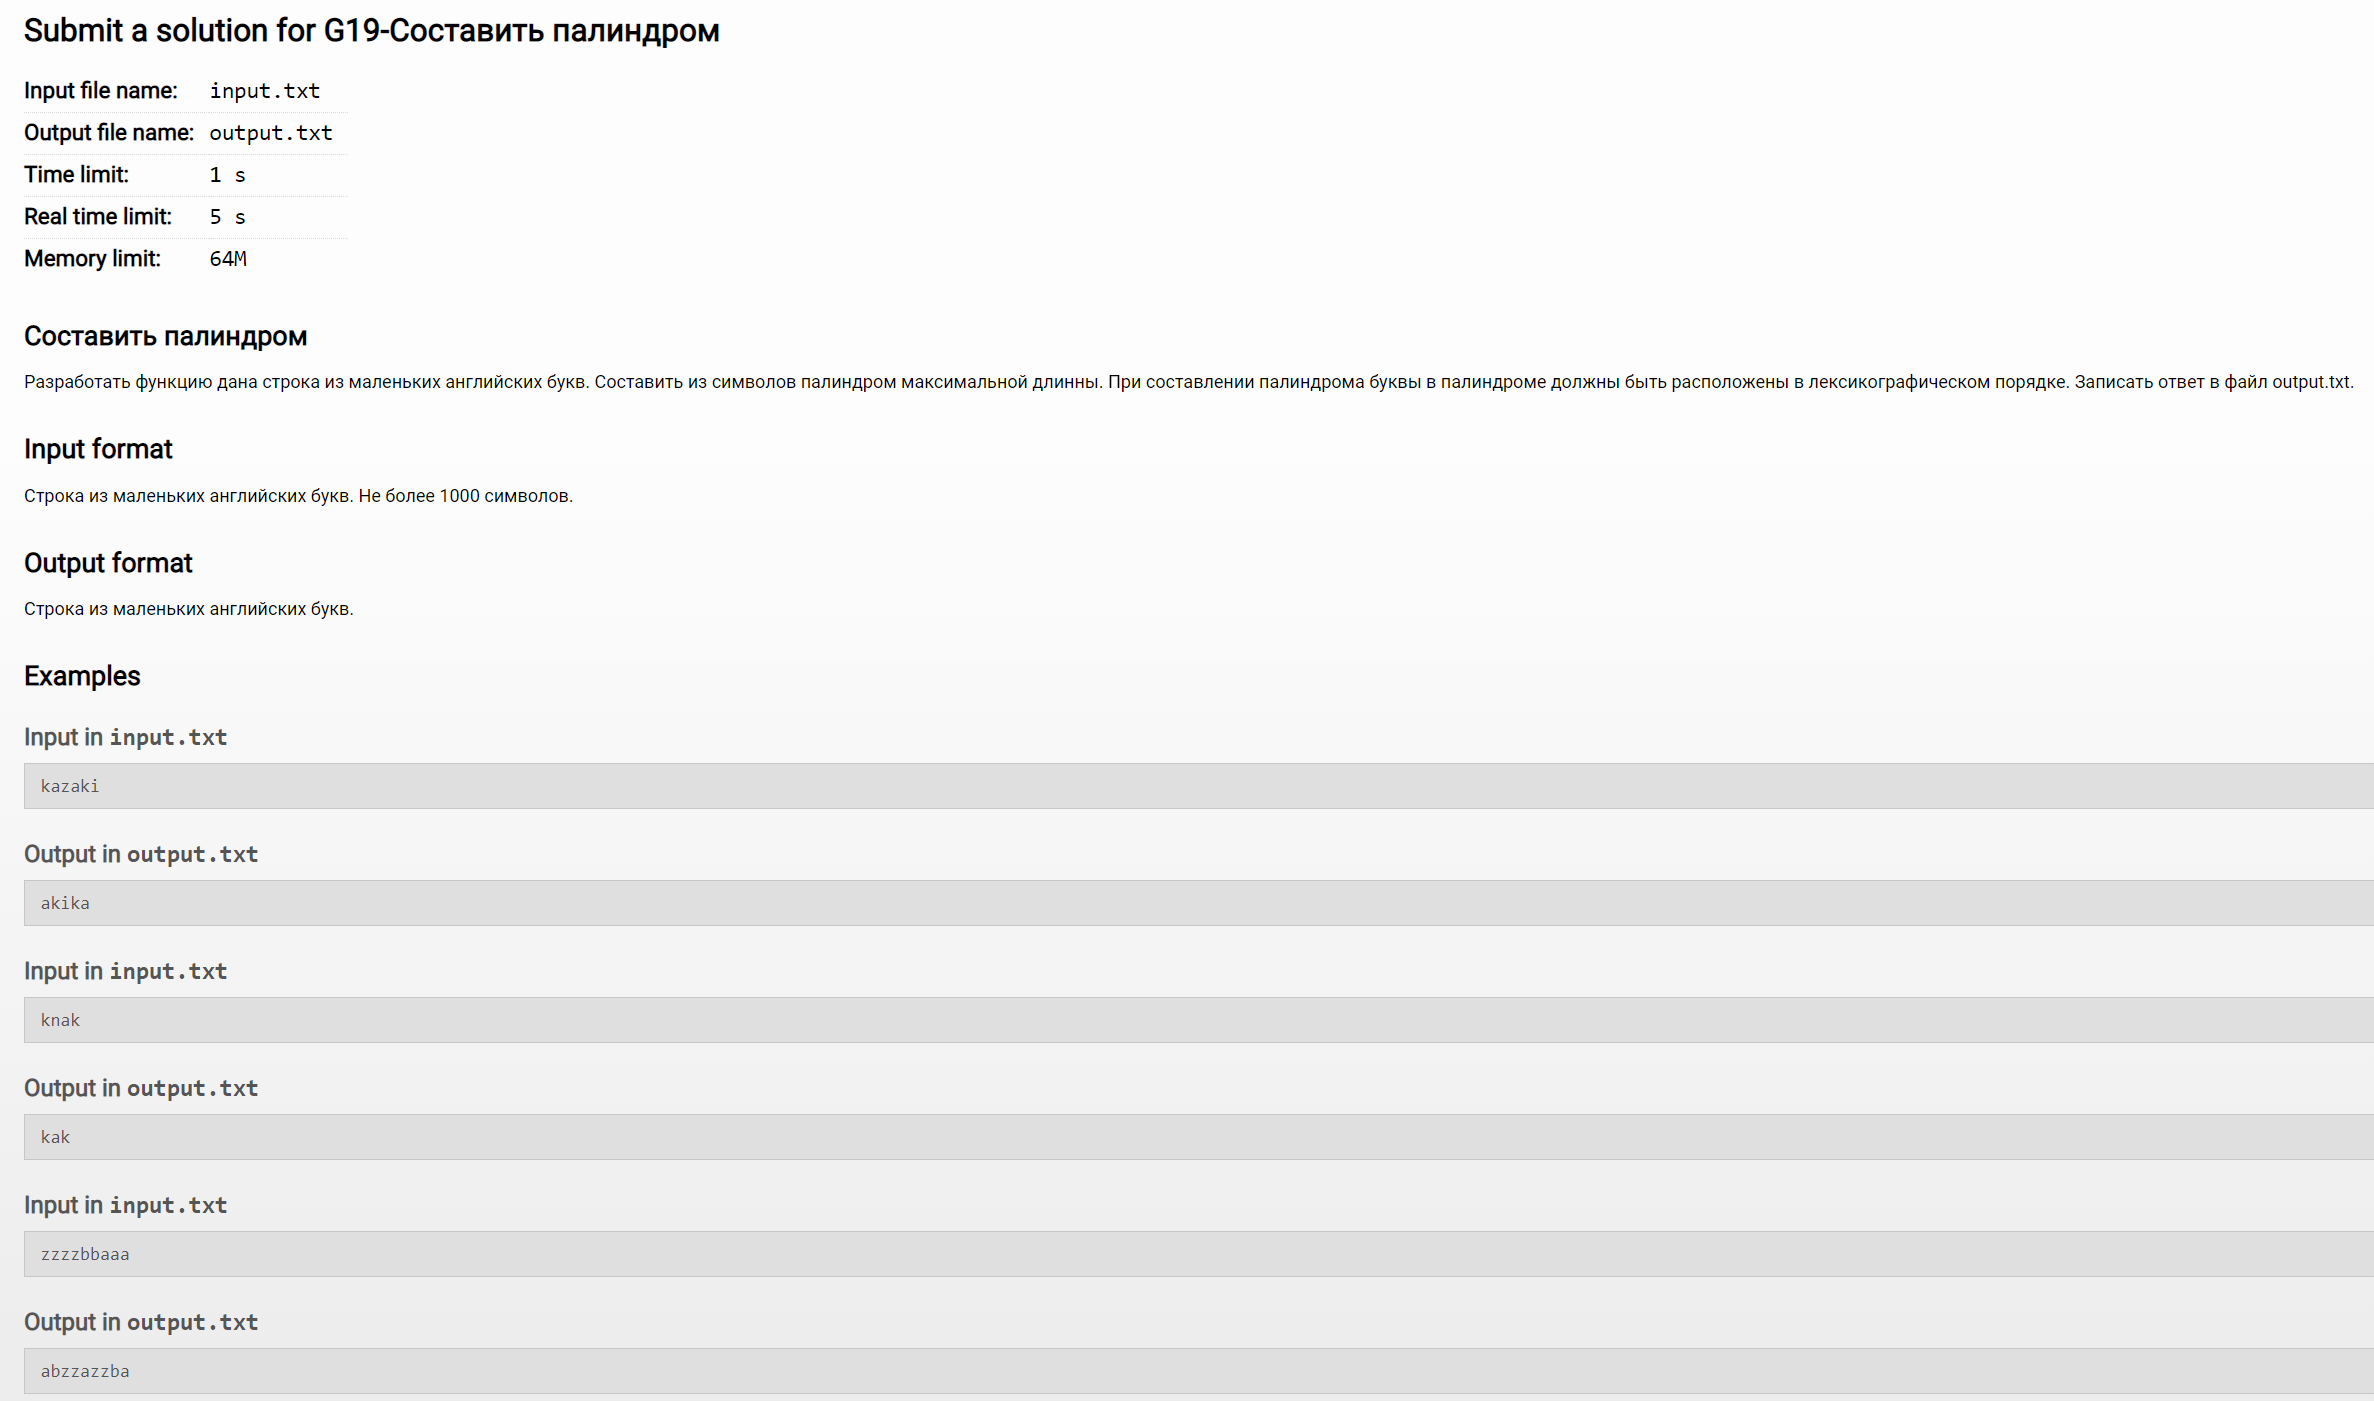 Submit a solution for G19-Составить палиндром
Input file name: input.txt
Output file name: output.txt
Time limit: 1 s
Real time limit: 5 s
Memory limit: 64M
Составить палиндром
Разработать функцию дана строка из маленьких английских букв. Составить из символов палиндром максимальной длинны. При составлении палиндрома буквы в палиндроме должны быть расположены в лексикографическом порядке. Записать ответ в файл output.txt.
Input format
Строка из маленьких английских букв. Не более 1000 символов.
Output format
Строка из маленьких английских букв.
Examples
Input in input.txt
kazaki
Output in output.txt
akika
Input in input.txt
knak
Output in output.txt
kak
Input in input.txt
zzzzbbaaa
Output in output.txt
abzzazzba